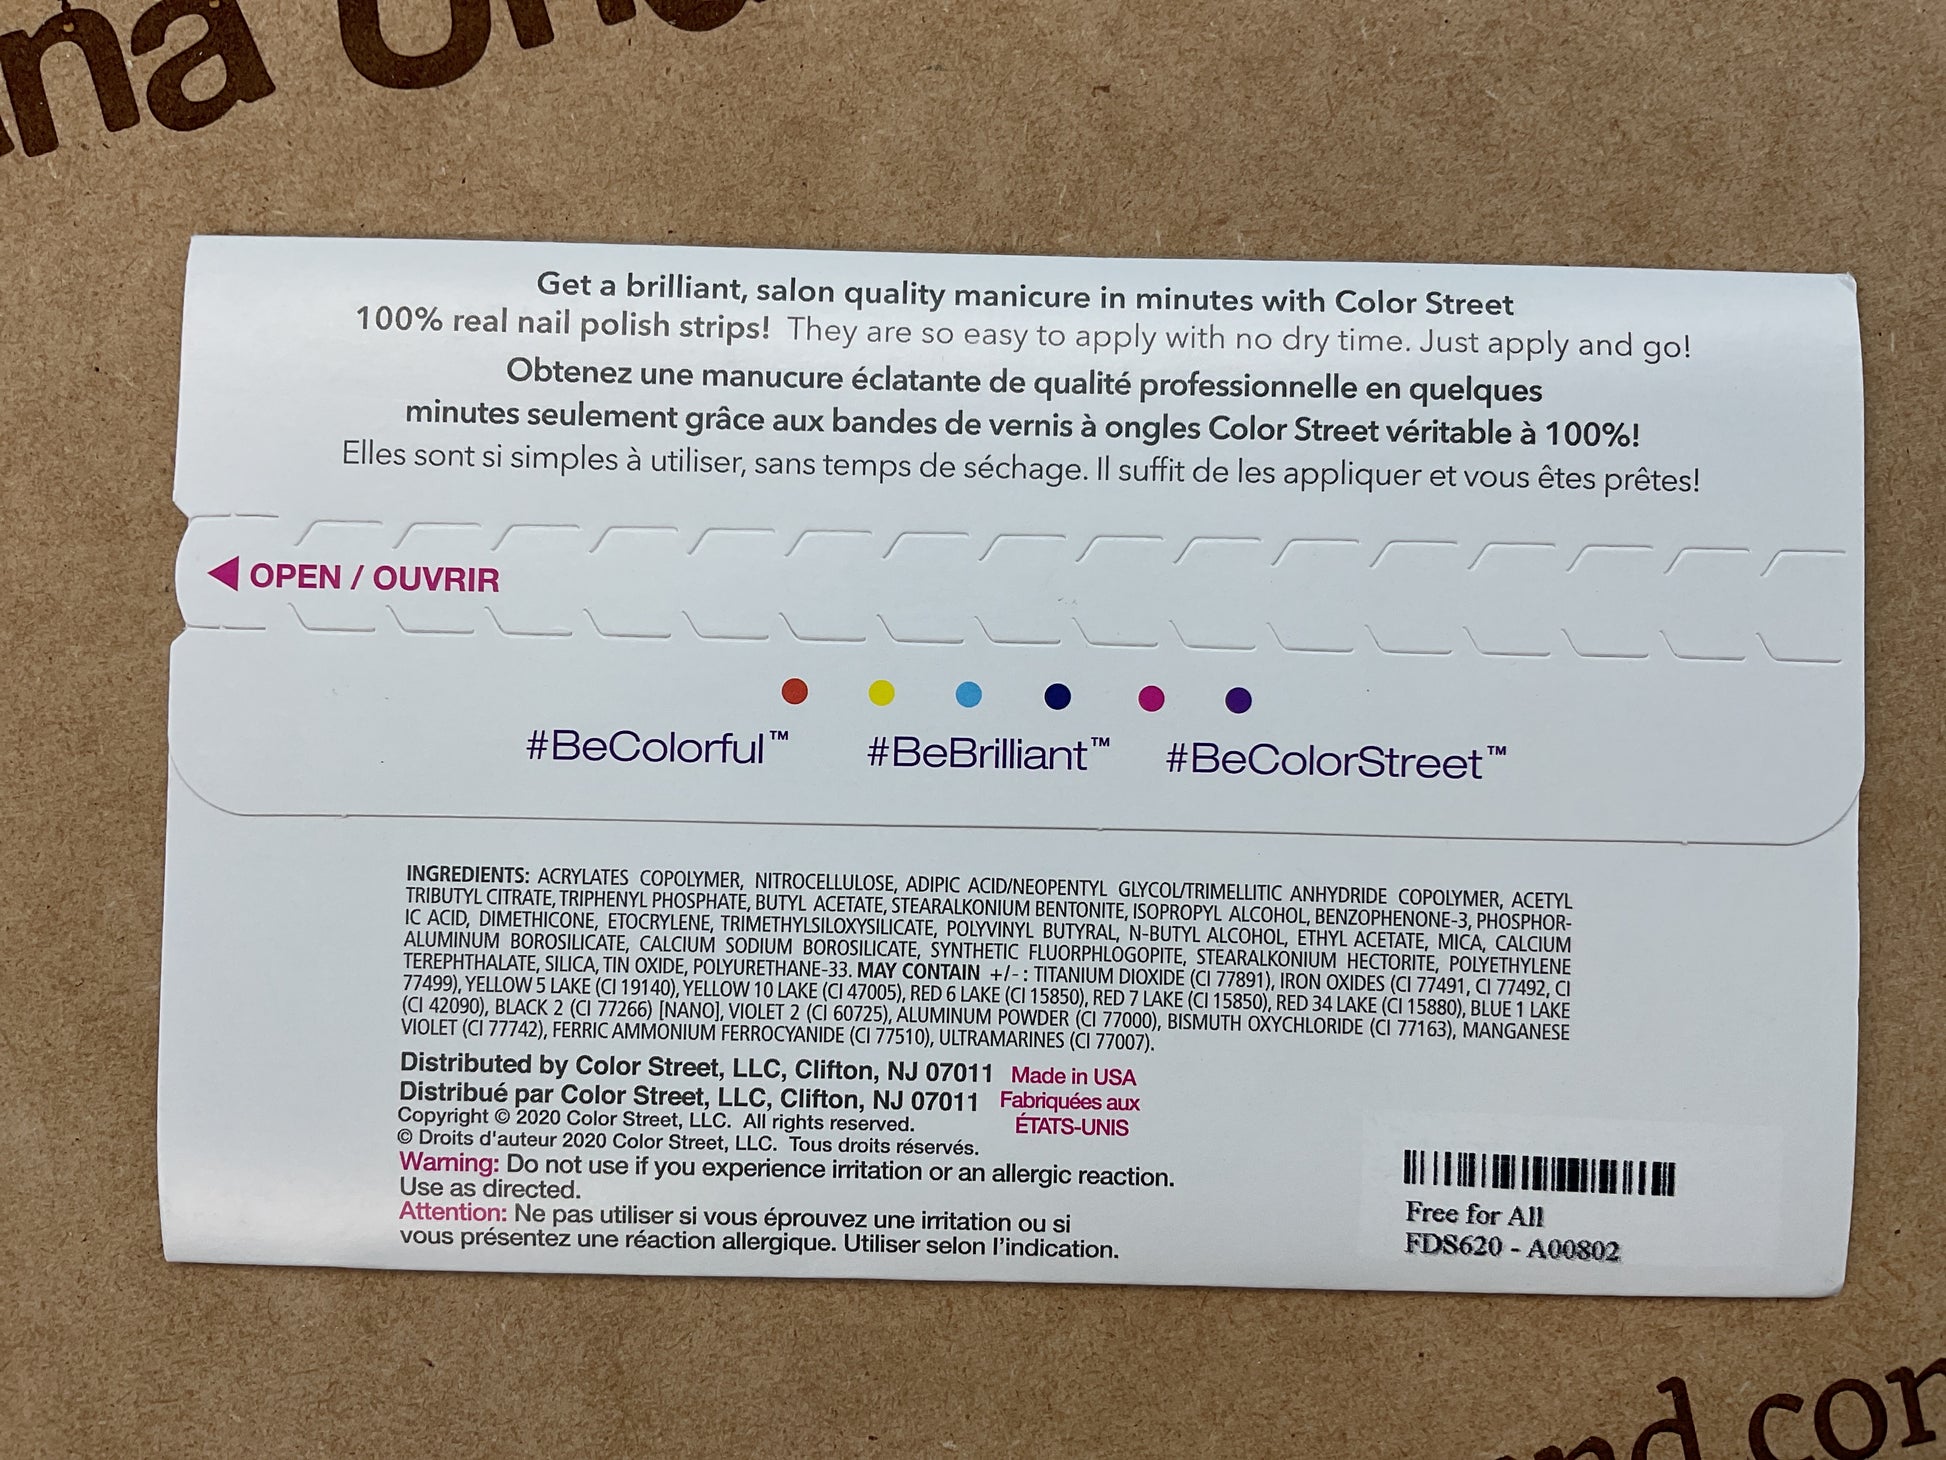 na
Get a brilliant, salon quality manicure in minutes with Color Street
100% real nail polish strips! They are so easy to apply with no dry time. Just apply and go!
Obtenez une manucure éclatante de qualité professionnelle en quelques
minutes seulement grâce aux bandes de vernis à ongles Color Street véritable à 100%!
Elles sont si simples à utiliser, sans temps de séchage. Il suffit de les appliquer et vous êtes prêtes!
OPEN / OUVRIR
#BeColorful™ #BeBrilliant™ #BeColorStreet™
INGREDIENTS: ACRYLATES COPOLYMER, NITROCELLULOSE, ADIPIC ACID/NEOPENTYL GLYCOL/TRIMELLITIC ANHYDRIDE COPOLYMER, ACETYL
TRIBUTYL CITRATE, TRIPHENYL PHOSPHATE, BUTYL ACETATE, STEARALKONIUM BENTONITE, ISOPROPYL ALCOHOL, BENZOPHENONE-3, PHOSPHOR-
IC ACID, DIMETHICONE, ETOCRYLENE, TRIMETHYLSILOXYSILICATE, POLYVINYL BUTYRAL, N-BUTYL ALCOHOL, ETHYL ACETATE, MICA, CALCIUM
ALUMINUM BOROSILICATE, CALCIUM SODIUM BOROSILICATE, SYNTHETIC FLUORPHLOGOPITE, STEARALKONIUM HECTORITE, POLYETHYLENE
TEREPHTHALATE, SILICA, TIN OXIDE, POLYURETHANE-33. MAY CONTAIN +/- : TITANIUM DIOXIDE (CI 77891), IRON OXIDES (CI 77491, CI 77492, CI
77499), YELLOW 5 LAKE (CI 19140), YELLOW 10 LAKE (CI 47005), RED 6 LAKE (CI 15850), RED 7 LAKE (CI 15850), RED 34 LAKE (CI 15880), BLUE 1 LAKE
(CI 42090), BLACK 2 (CI 77266) [NANO], VIOLET 2 (CI 60725), ALUMINUM POWDER (CI 77000), BISMUTH OXYCHLORIDE (CI 77163), MANGANESE
VIOLET (CI 77742), FERRIC AMMONIUM FERROCYANIDE (CI 77510), ULTRAMARINES (CI 77007).
Distributed by Color Street, LLC, Clifton, NJ 07011 Made in USA
Distribué par Color Street, LLC, Clifton, NJ 07011 Fabriquées aux
ÉTATS-UNIS
Copyright © 2020 Color Street, LLC. All rights reserved.
© Droits d'auteur 2020 Color Street, LLC. Tous droits réservés.
Warning: Do not use if you experience irritation or an allergic reaction.
Use as directed.
Attention: Ne pas utiliser si vous éprouvez une irritation ou si
vous présentez une réaction allergique. Utiliser selon l'indication.
Free for All
FDS620 - A00802